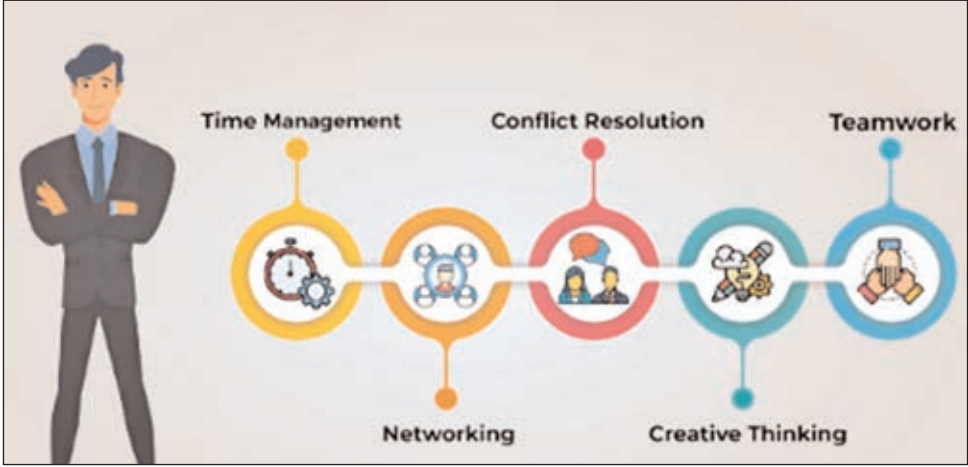 Time Management
Conflict Resolution
Teamwork
Networking
Creative Thinking